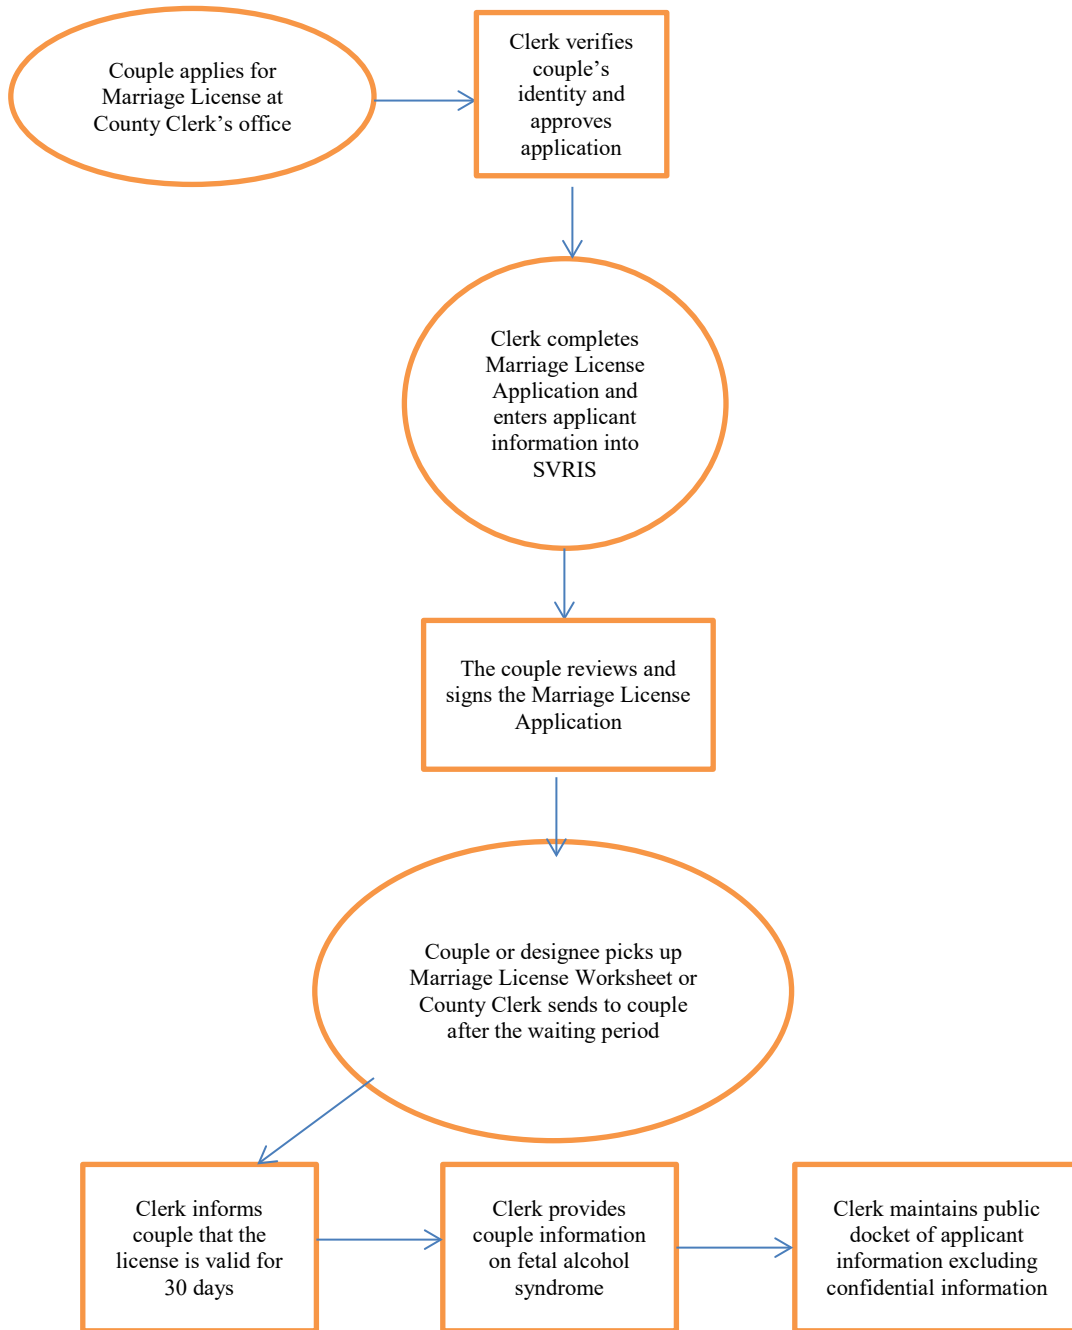 Couple applies for
Marriage License at
County Clerk’s office
Clerk verifies
couple’s
identity and
approves
application
Clerk completes
Marriage License
Application and
enters applicant
information into
SVRIS
The couple reviews and
signs the Marriage License
Application
Couple or designee picks up
Marriage License Worksheet or
County Clerk sends to couple
after the waiting period
Clerk informs
couple that the
license is valid for
30 days
Clerk provides
couple information
on fetal alcohol
syndrome
Clerk maintains public
docket of applicant
information excluding
confidential information